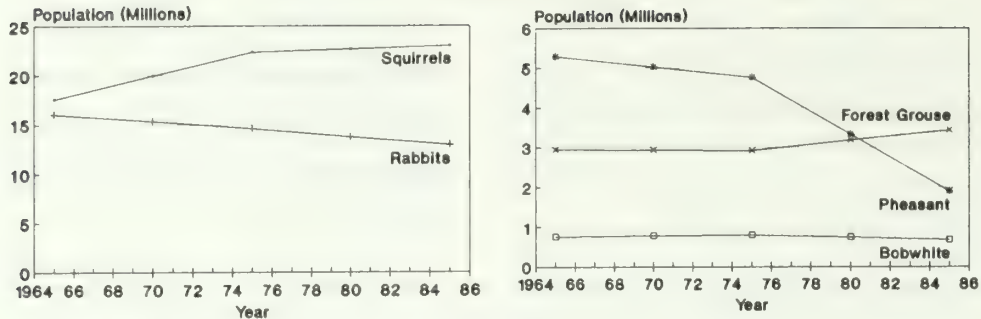 Population (Millions)
25
20
15
10
5
0
Squirrels
Rabbits
1964 66 68 70 72 74 76 78 80 82 84 86
Year
Population (Millions)
6
5
4
3
2
1
0
Forest Grouse
Pheasant
Bobwhite
1964 66 68 70 72 74 76 78 80 82 84 86
Year